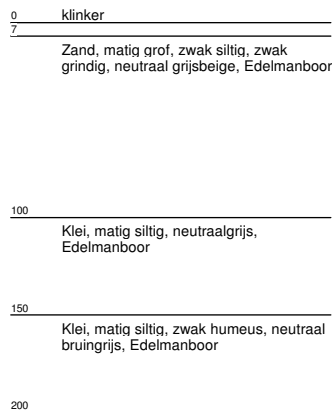 0 klinker
7
Zand, matig grof, zwak siltig, zwak
grindig, neutraal grijsbeige, Edelmanboor
100
Klei, matig siltig, neutraalgrijs,
Edelmanboor
150
Klei, matig siltig, zwak humeus, neutraal
bruingrijs, Edelmanboor
200